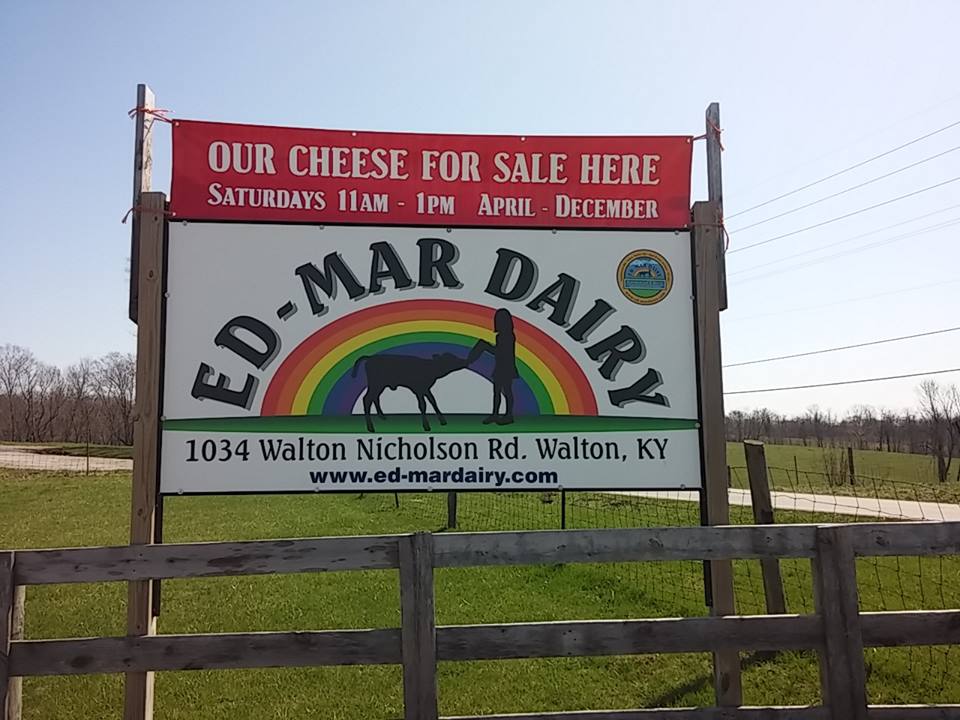 OUR CHEESE FOR SALE HERE
SATURDAYS 11AM - 1PM APRIL - DECEMBER
ED-MAR DAIRY
1034 Walton Nicholson Rd. Walton, KY
www.ed-mardairy.com